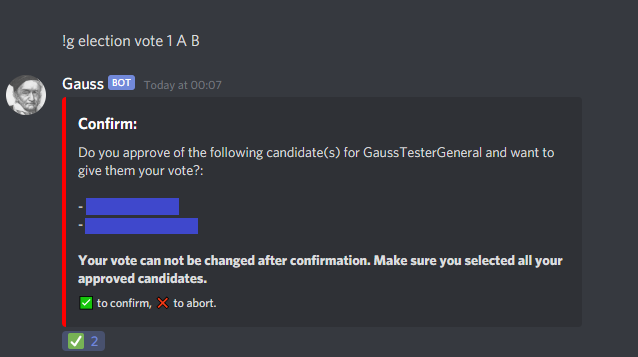 !g election vote 1 A B
Gauss BOT Today at 00:07
Confirm:
Do you approve of the following candidate(s) for GaussTesterGeneral and want to
give them your vote?:
-
-
Your vote can not be changed after confirmation. Make sure you selected all your
approved candidates.
✅ to confirm, ❌ to abort.
✅ 2